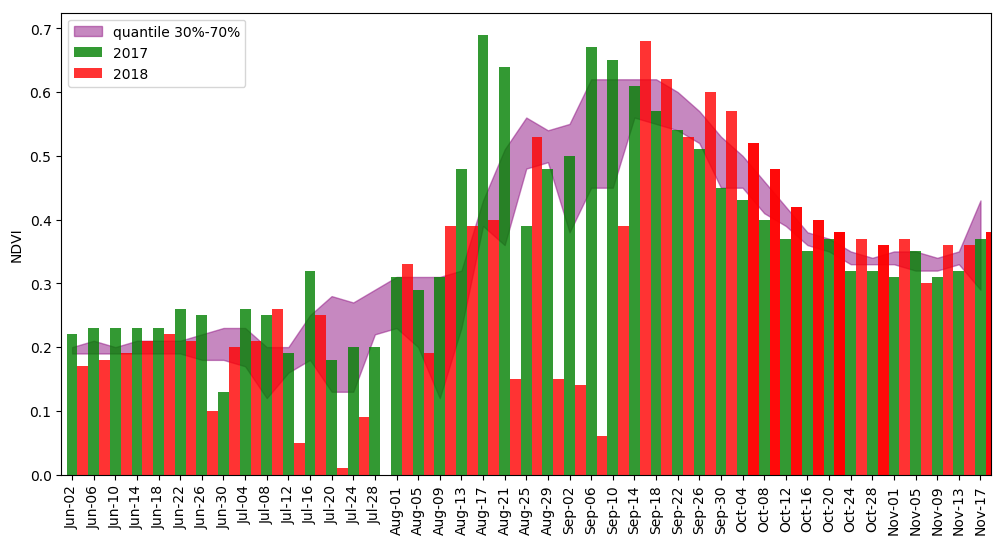 quantile 30%-70%
2017
2018
NDVI
0.7
0.6
0.5
0.4
0.3
0.2
0.1
0.0
Jun-02
Jun-06
Jun-10
Jun-14
Jun-18
Jun-22
Jun-26
Jun-30
Jul-04
Jul-08
Jul-12
Jul-16
Jul-20
Jul-24
Jul-28
Aug-01
Aug-05
Aug-09
Aug-13
Aug-17
Aug-21
Aug-25
Aug-29
Sep-02
Sep-06
Sep-10
Sep-14
Sep-18
Sep-22
Sep-26
Sep-30
Oct-04
Oct-08
Oct-12
Oct-16
Oct-20
Oct-24
Oct-28
Nov-01
Nov-05
Nov-09
Nov-13
Nov-17